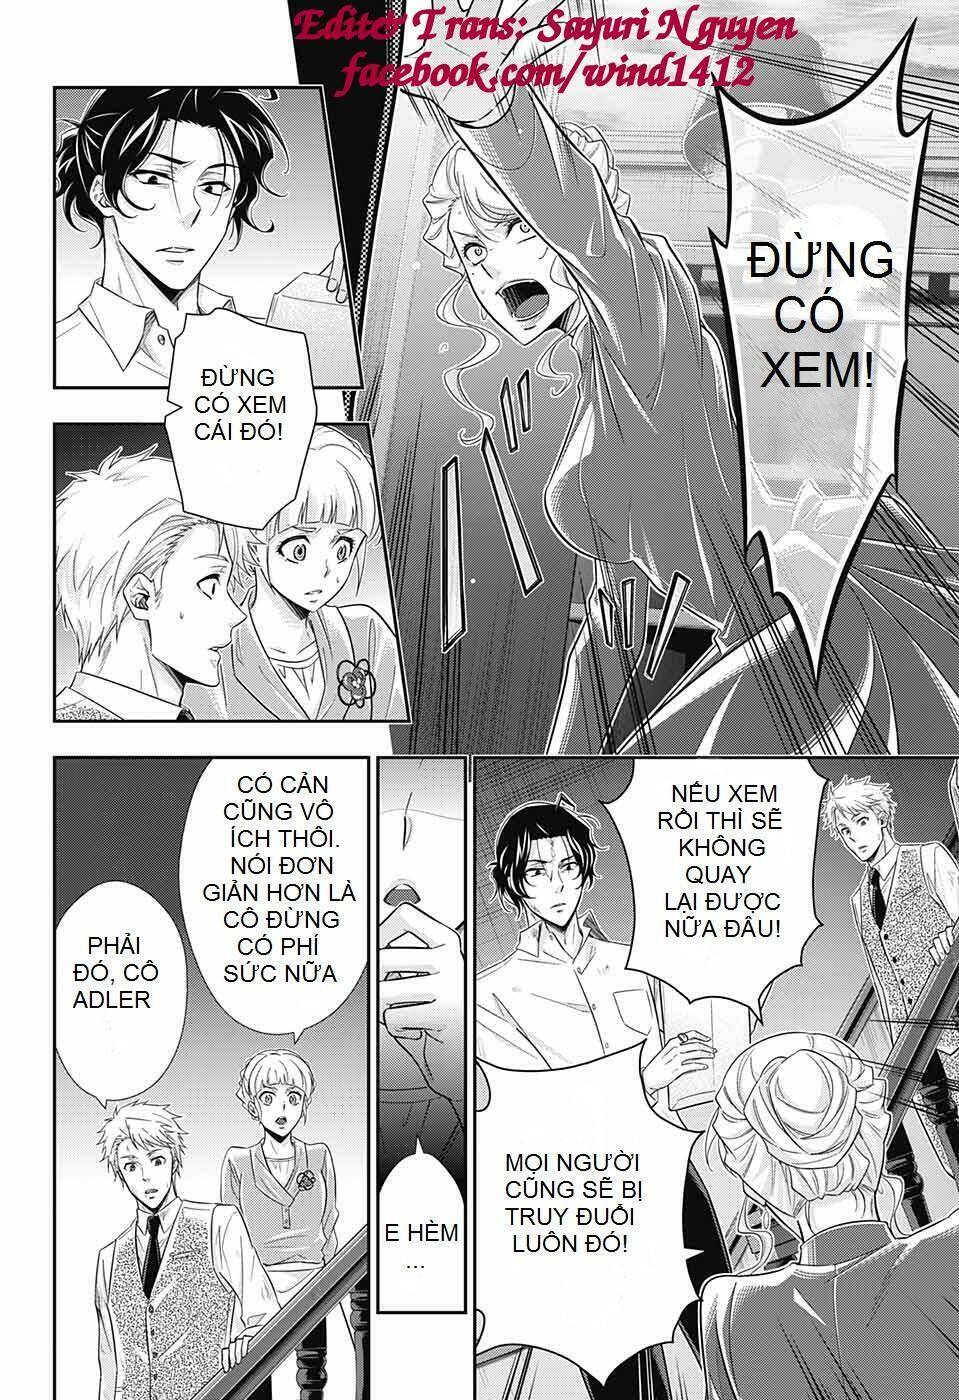 Edit& Trans: Sayuri Nguyen
facebook.com/wind1412
ĐỪNG
CÓ
XEM!
ĐỪNG
CÓ XEM
CÁI ĐÓ!
NẾU XEM
RỒI THÌ SẼ
KHÔNG
QUAY
LẠI ĐƯỢC
NỮA ĐÂU!
MỌI NGƯỜI
CŨNG SẼ BỊ
TRUY ĐUỔI
LUÔN ĐÓ!
E HÈM
...
CÓ CẢN
CŨNG VÔ
ÍCH THÔI.
NÓI ĐƠN
GIẢN HƠN LÀ
CÔ ĐỪNG
CÓ PHÍ
SỨC NỮA
PHẢI
ĐÓ, CÔ
ADLER